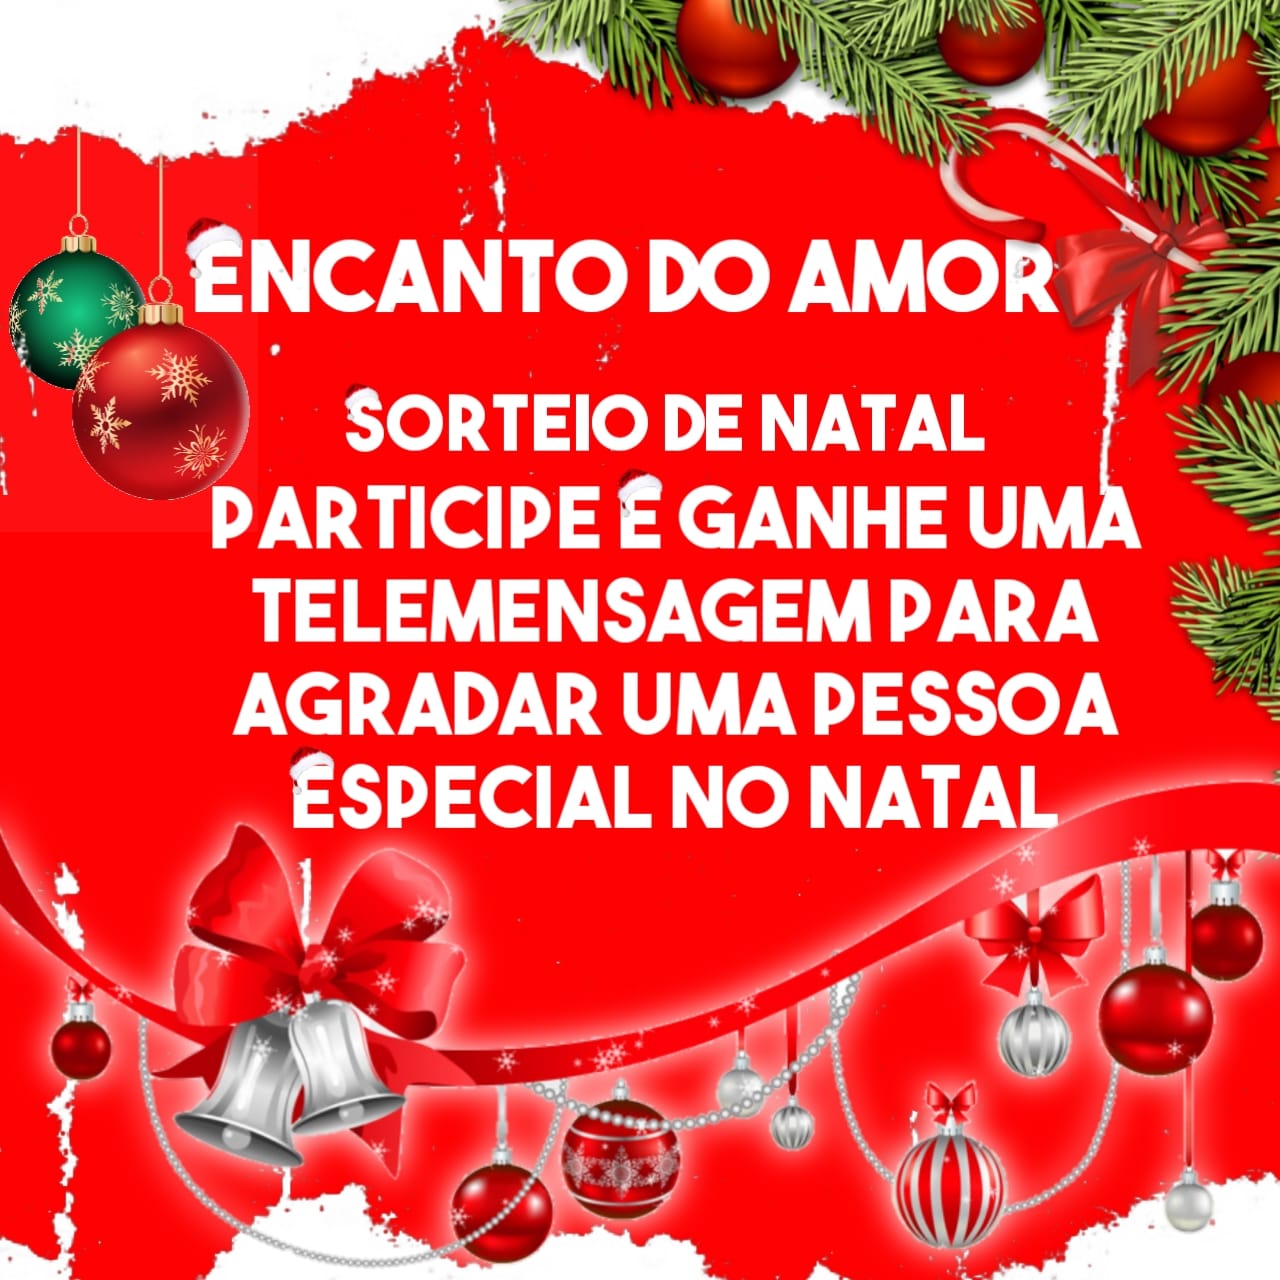 ENCANTO DO AMOR
SORTEIO DE NATAL
PARTICIPE E GANHE UMA
TELEMENSAGEM PARA
AGRADAR UMA PESSOA
ESPECIAL NO NATAL